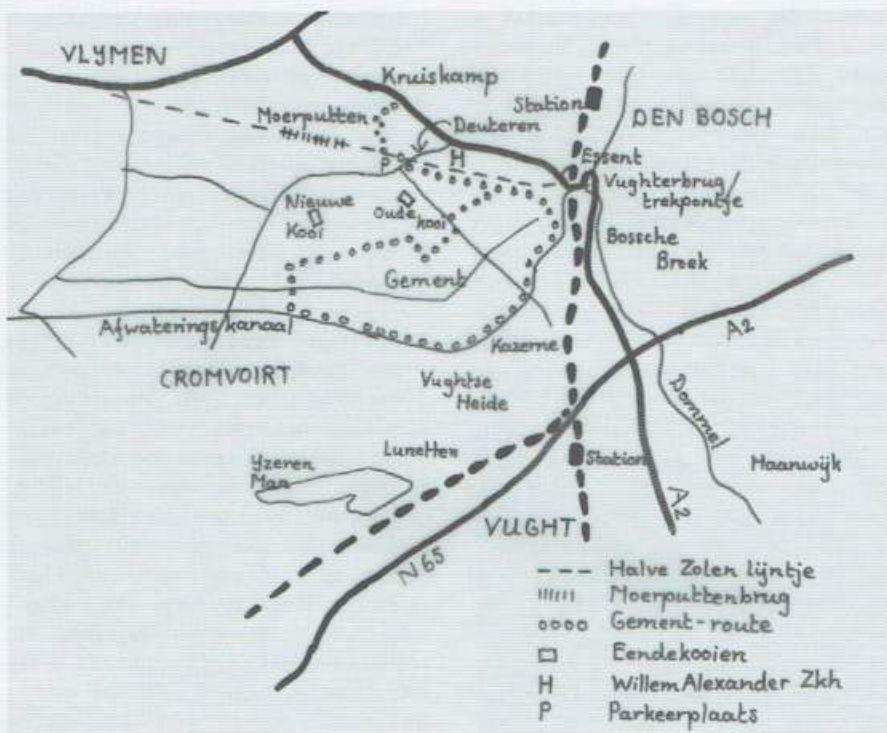 VLYMEN
Kruiskamp
Station
DEN BOSCH
Moerputten
Deuteren
P
H
Essent
Vughterbrug
trekpontje
Nieuwe
Kooi
Oude
kooi
Bossche
Broek
Gement
Afwaterings kanaal
A2
Kazerne
CROMVOIRT
Vughtse
Heide
Dommel
Yzeren
Man
Lunetten
Station
Haanwijk
A2
VUGHT
N65
Halve Zolen lijntje
Moerputtenbrug
Gement-route
Eendekooien
H Willem Alexander Zkh
P Parkeerplaats